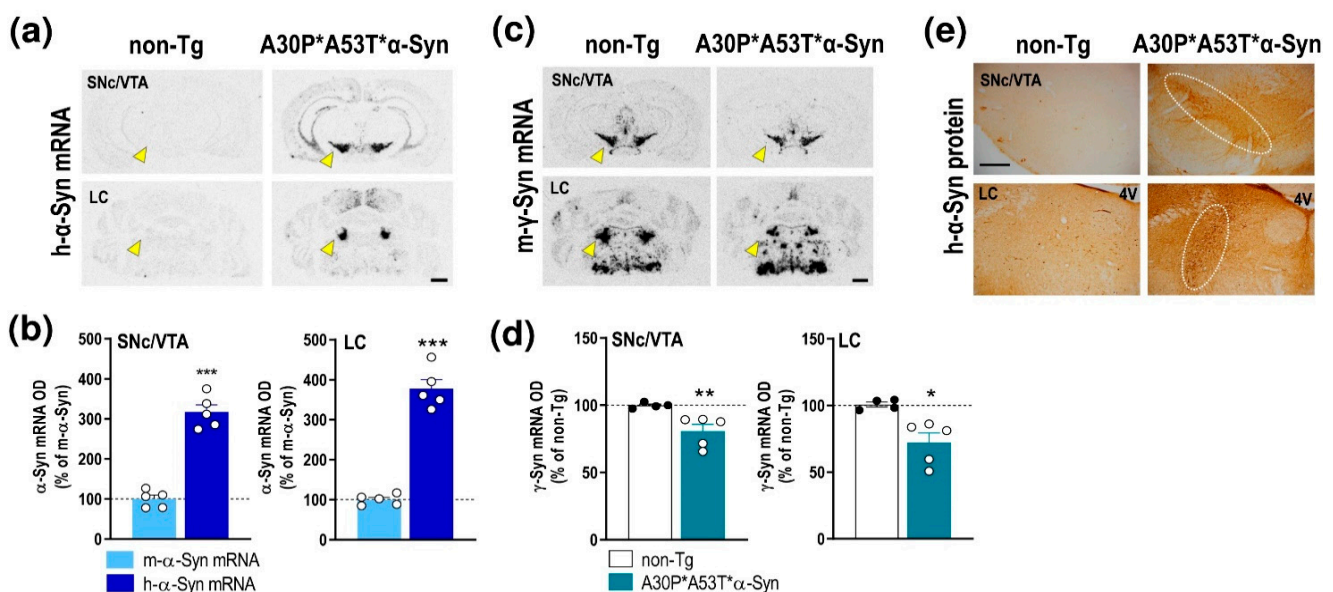 (a)
non-Tg
A30P*A53T*α-Syn
h-α-Syn mRNA
SNc/VTA
LC
(b)
α-Syn mRNA OD
(% of m-α-Syn)
500
400
300
200
100
0
SNc/VTA
***
α-Syn mRNA OD
(% of m-α-Syn)
500
400
300
200
100
0
LC
***
m-α-Syn mRNA
h-α-Syn mRNA
(c)
non-Tg
A30P*A53T*α-Syn
m-γ-Syn mRNA
SNc/VTA
LC
(d)
γ-Syn mRNA OD
(% of non-Tg)
150
100
50
0
SNc/VTA
**
γ-Syn mRNA OD
(% of non-Tg)
150
100
50
0
LC
*
non-Tg
A30P*A53T*α-Syn
(e)
non-Tg
A30P*A53T*α-Syn
h-α-Syn protein
SNc/VTA
LC
4V
4V